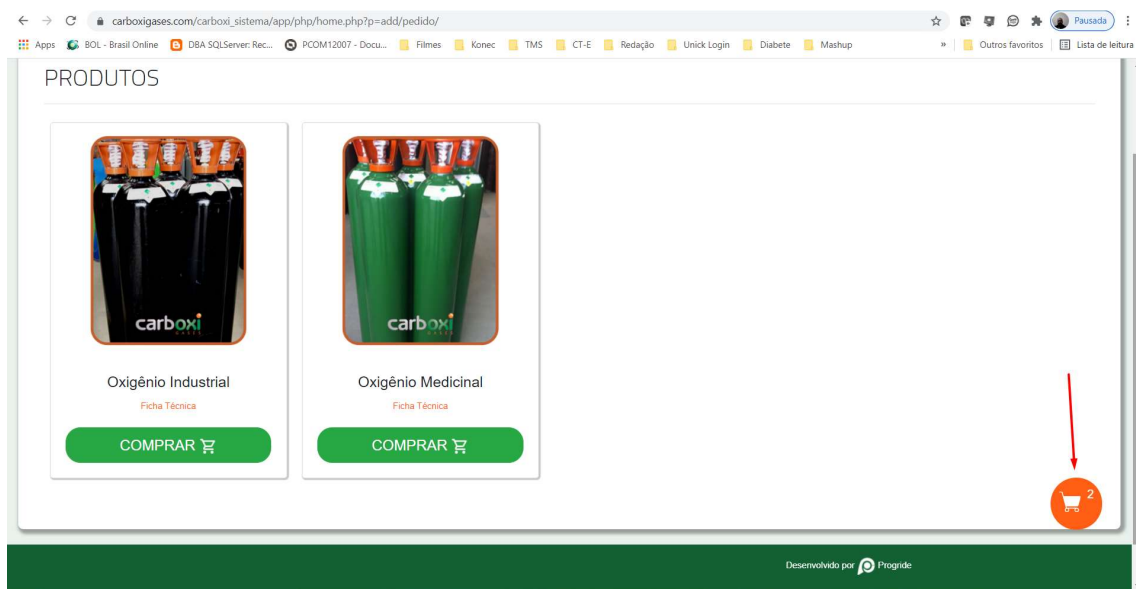 carboxigases.com/carboxi_sistema/app/php/home.php?p=add/pedido/
Pausada
Apps BOL - Brasil Online DBA SQLServer: Rec... PCOM12007 - Docu... Filmes Konec TMS CT-E Redação Unick Login Diabete Mashup » Outros favoritos Lista de leitura
PRODUTOS
carboxi
carboxi
Oxigênio Industrial
Oxigênio Medicinal
Ficha Técnica
Ficha Técnica
COMPRAR
COMPRAR
2
Desenvolvido por Progride